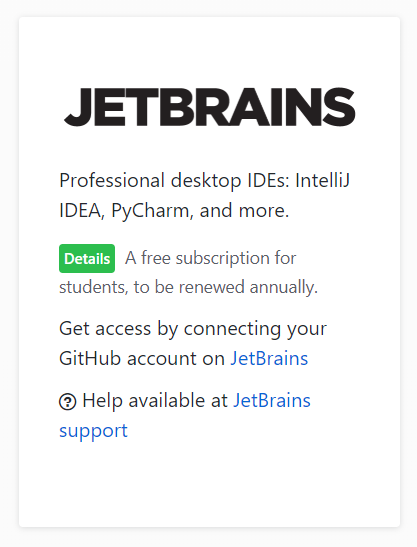 JETBRAINS
Professional desktop IDEs: IntelliJ
IDEA, PyCharm, and more.
Details A free subscription for
students, to be renewed annually.
Get access by connecting your
GitHub account on JetBrains
Help available at JetBrains
support